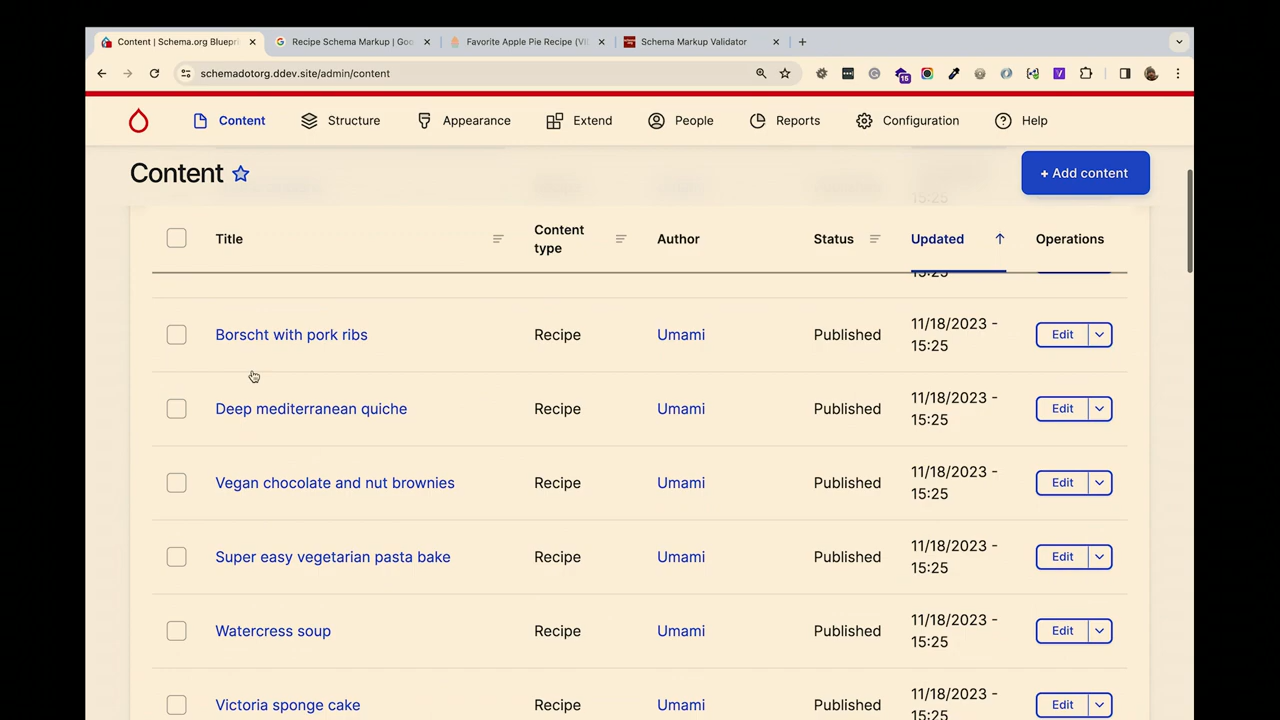 Content | Schema.org Bluepri
Recipe Schema Markup | Goo
Favorite Apple Pie Recipe (VI
Schema Markup Validator
schemadotorg.ddev.site/admin/content
15
Content
Structure
Appearance
Extend
People
Reports
Configuration
Help
Content
+ Add content
Title
Content
type
Author
Status
Updated
Operations
15:25
Borscht with pork ribs
Recipe
Umami
Published
11/18/2023 -
15:25
Edit
Deep mediterranean quiche
Recipe
Umami
Published
11/18/2023 -
15:25
Edit
Vegan chocolate and nut brownies
Recipe
Umami
Published
11/18/2023 -
15:25
Edit
Super easy vegetarian pasta bake
Recipe
Umami
Published
11/18/2023 -
15:25
Edit
Watercress soup
Recipe
Umami
Published
11/18/2023 -
15:25
Edit
Victoria sponge cake
Recipe
Umami
Published
11/18/2023 -
15:25
Edit